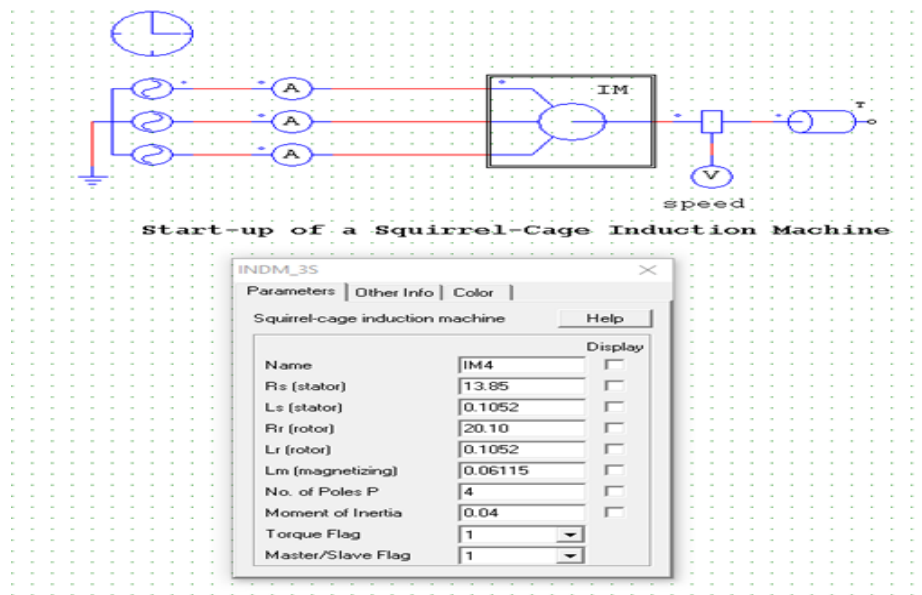 A
IM
A
T
A
V
speed
Start-up of a Squirrel-Cage Induction Machine
INDM_3S
Parameters Other Info Color
Squirrel-cage induction machine Help
Display
Name IM4
Rs (stator) 13.85
Ls (stator) 0.1052
Rr (rotor) 20.10
Lr (rotor) 0.1052
Lm (magnetizing) 0.06115
No. of Poles P 4
Moment of Inertia 0.04
Torque Flag 1
Master/Slave Flag 1